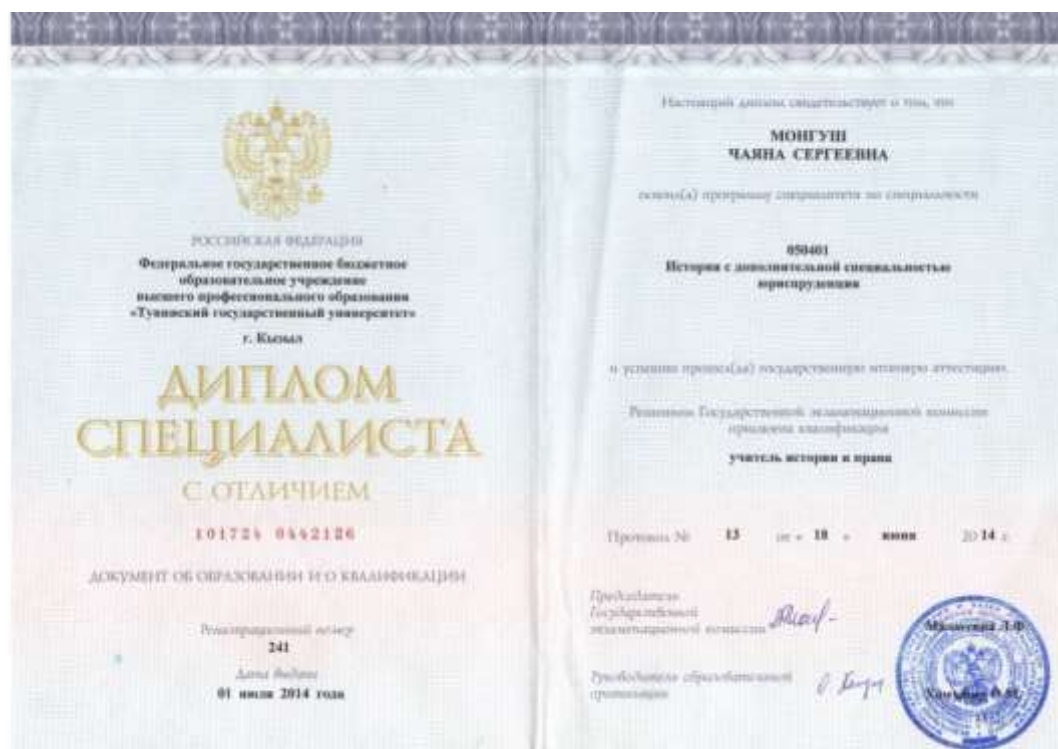 РОССИЙСКАЯ ФЕДЕРАЦИЯ
Федеральное государственное бюджетное
образовательное учреждение
высшего профессионального образования
«Тувинский государственный университет»
г. Кызыл
ДИПЛОМ
СПЕЦИАЛИСТА
С ОТЛИЧИЕМ
101724 0442126
ДОКУМЕНТ ОБ ОБРАЗОВАНИИ И О КВАЛИФИКАЦИИ
Регистрационный номер
241
Дата выдачи
01 июля 2014 года
Настоящий диплом свидетельствует о том, что
МОНГУШ
ЧАЯНА СЕРГЕЕВНА
освоил(а) программу специалитета по специальности
050401
История с дополнительной специальностью
юриспруденция
и успешно прошел(ла) государственную итоговую аттестацию.
Решением Государственной экзаменационной комиссии
присвоена квалификация
учитель истории и права
Протокол № 13 от « 18 » июня 20 14 г.
Председатель
Государственной
экзаменационной комиссии
Руководитель образовательной
организации